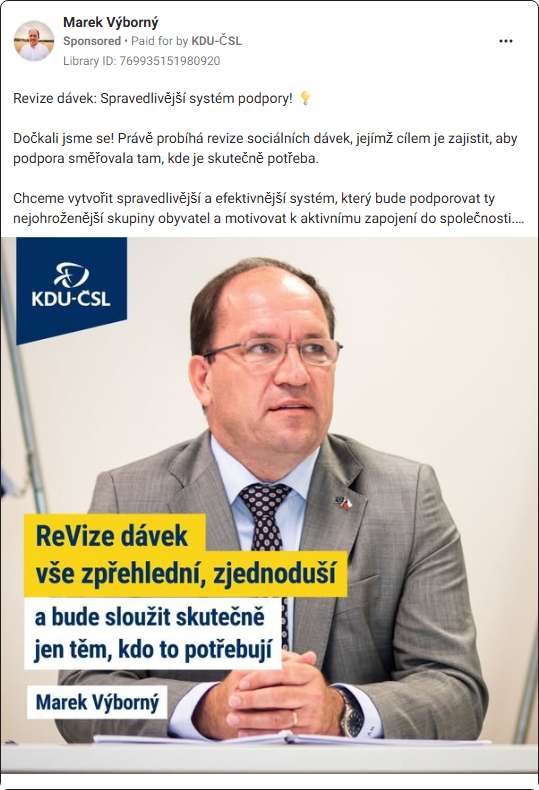 Marek Výborný
Sponsored • Paid for by KDU-ČSL
Library ID: 769935151980920
Revize dávek: Spravedlivější systém podpory! 💡
Dočkali jsme se! Právě probíhá revize sociálních dávek, jejímž cílem je zajistit, aby
podpora směřovala tam, kde je skutečně potřeba.
Chceme vytvořit spravedlivější a efektivnější systém, který bude podporovat ty
nejohroženější skupiny obyvatel a motivovat k aktivnímu zapojení do společnosti....
KDU-ČSL
ReVize dávek
vše zpřehlední, zjednoduší
a bude sloužit skutečně
jen těm, kdo to potřebují
Marek Výborný